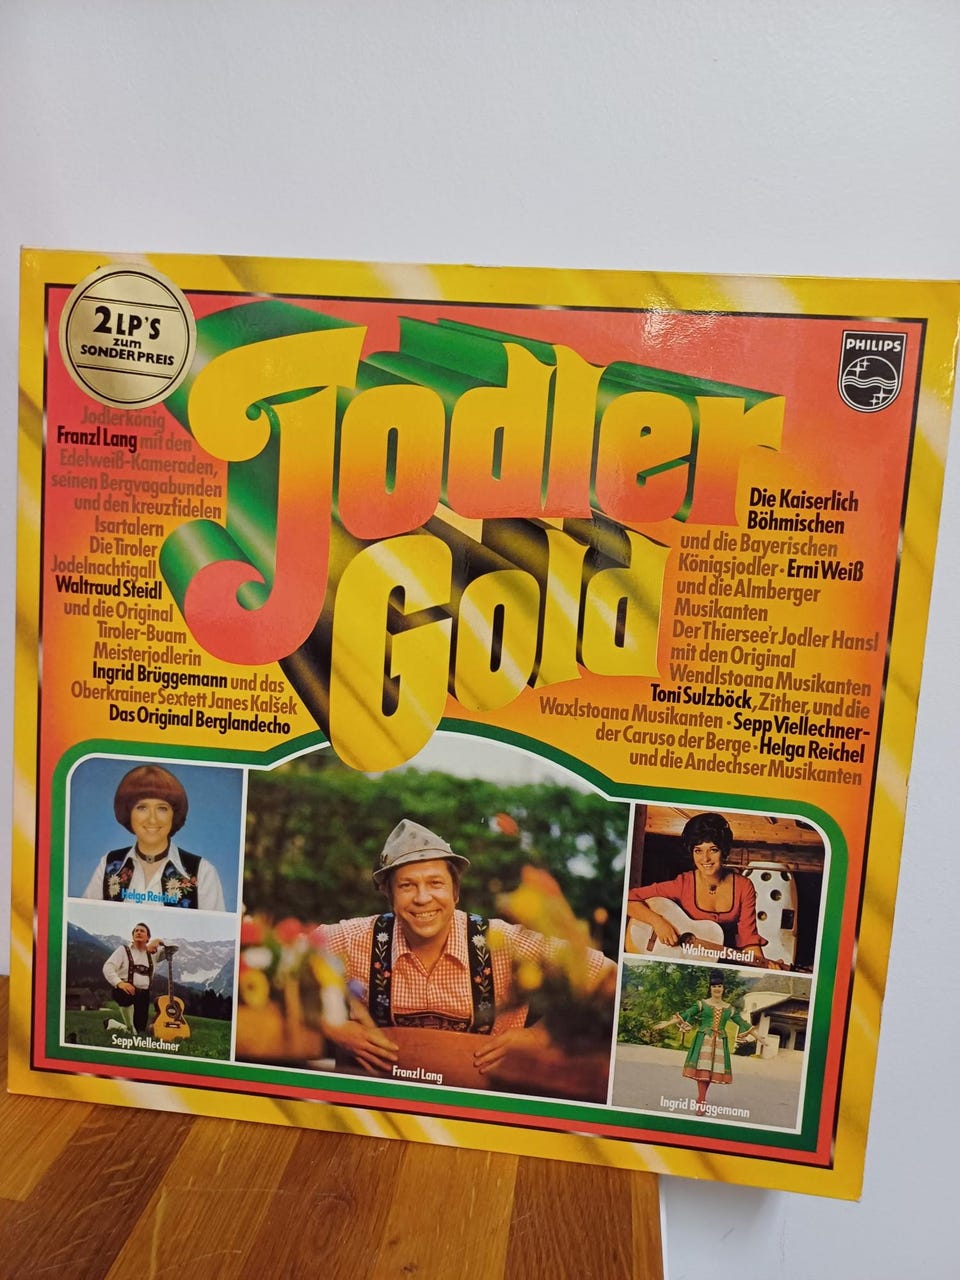 2LP'S
zum
SONDERPREIS
PHILIPS
Jodler
Gold
Jodlerkönig
Franzl Lang mit den
Edelweiß-Kameraden,
seinen Bergvagabunden
und den kreuzfidelen
Isartalern
Die Tiroler
Jodelnachtigall
Waltraud Steidl
und die Original
Tiroler-Buam
Meisterjodlerin
Ingrid Brüggemann und das
Oberkrainer Sextett Janes Kalšek
Das Original Berglandecho
Die Kaiserlich
Böhmischen
und die Bayerischen
Königsjodler · Erni Weiß
und die Almberger
Musikanten
Der Thiersee'r Jodler Hansl
mit den Original
Wendlstoana Musikanten
Toni Sulzböck, Zither, und die
Waxlstoana Musikanten · Sepp Viellechner-
der Caruso der Berge · Helga Reichel
und die Andechser Musikanten
Helga Reichel
Sepp Viellechner
Franzl Lang
Waltraud Steidl
Ingrid Brüggemann